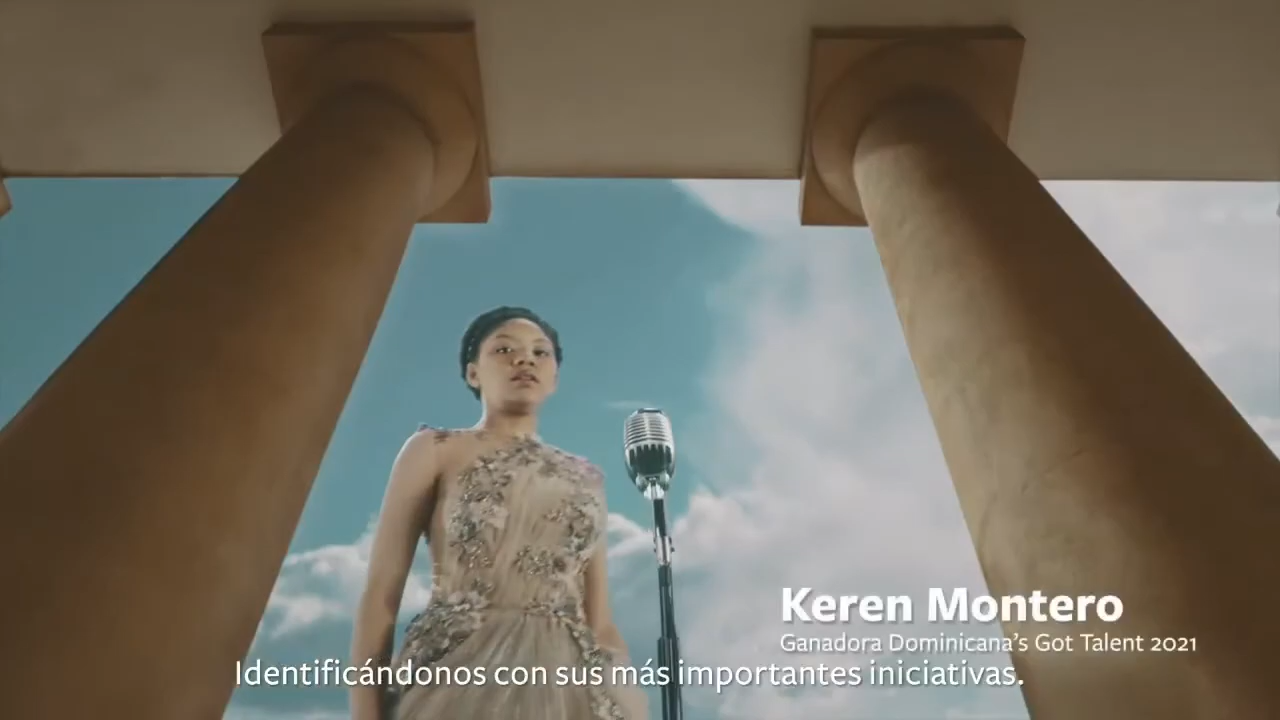 Keren Montero
Ganadora Dominicana's Got Talent 2021
Identificándonos con sus más importantes iniciativas.